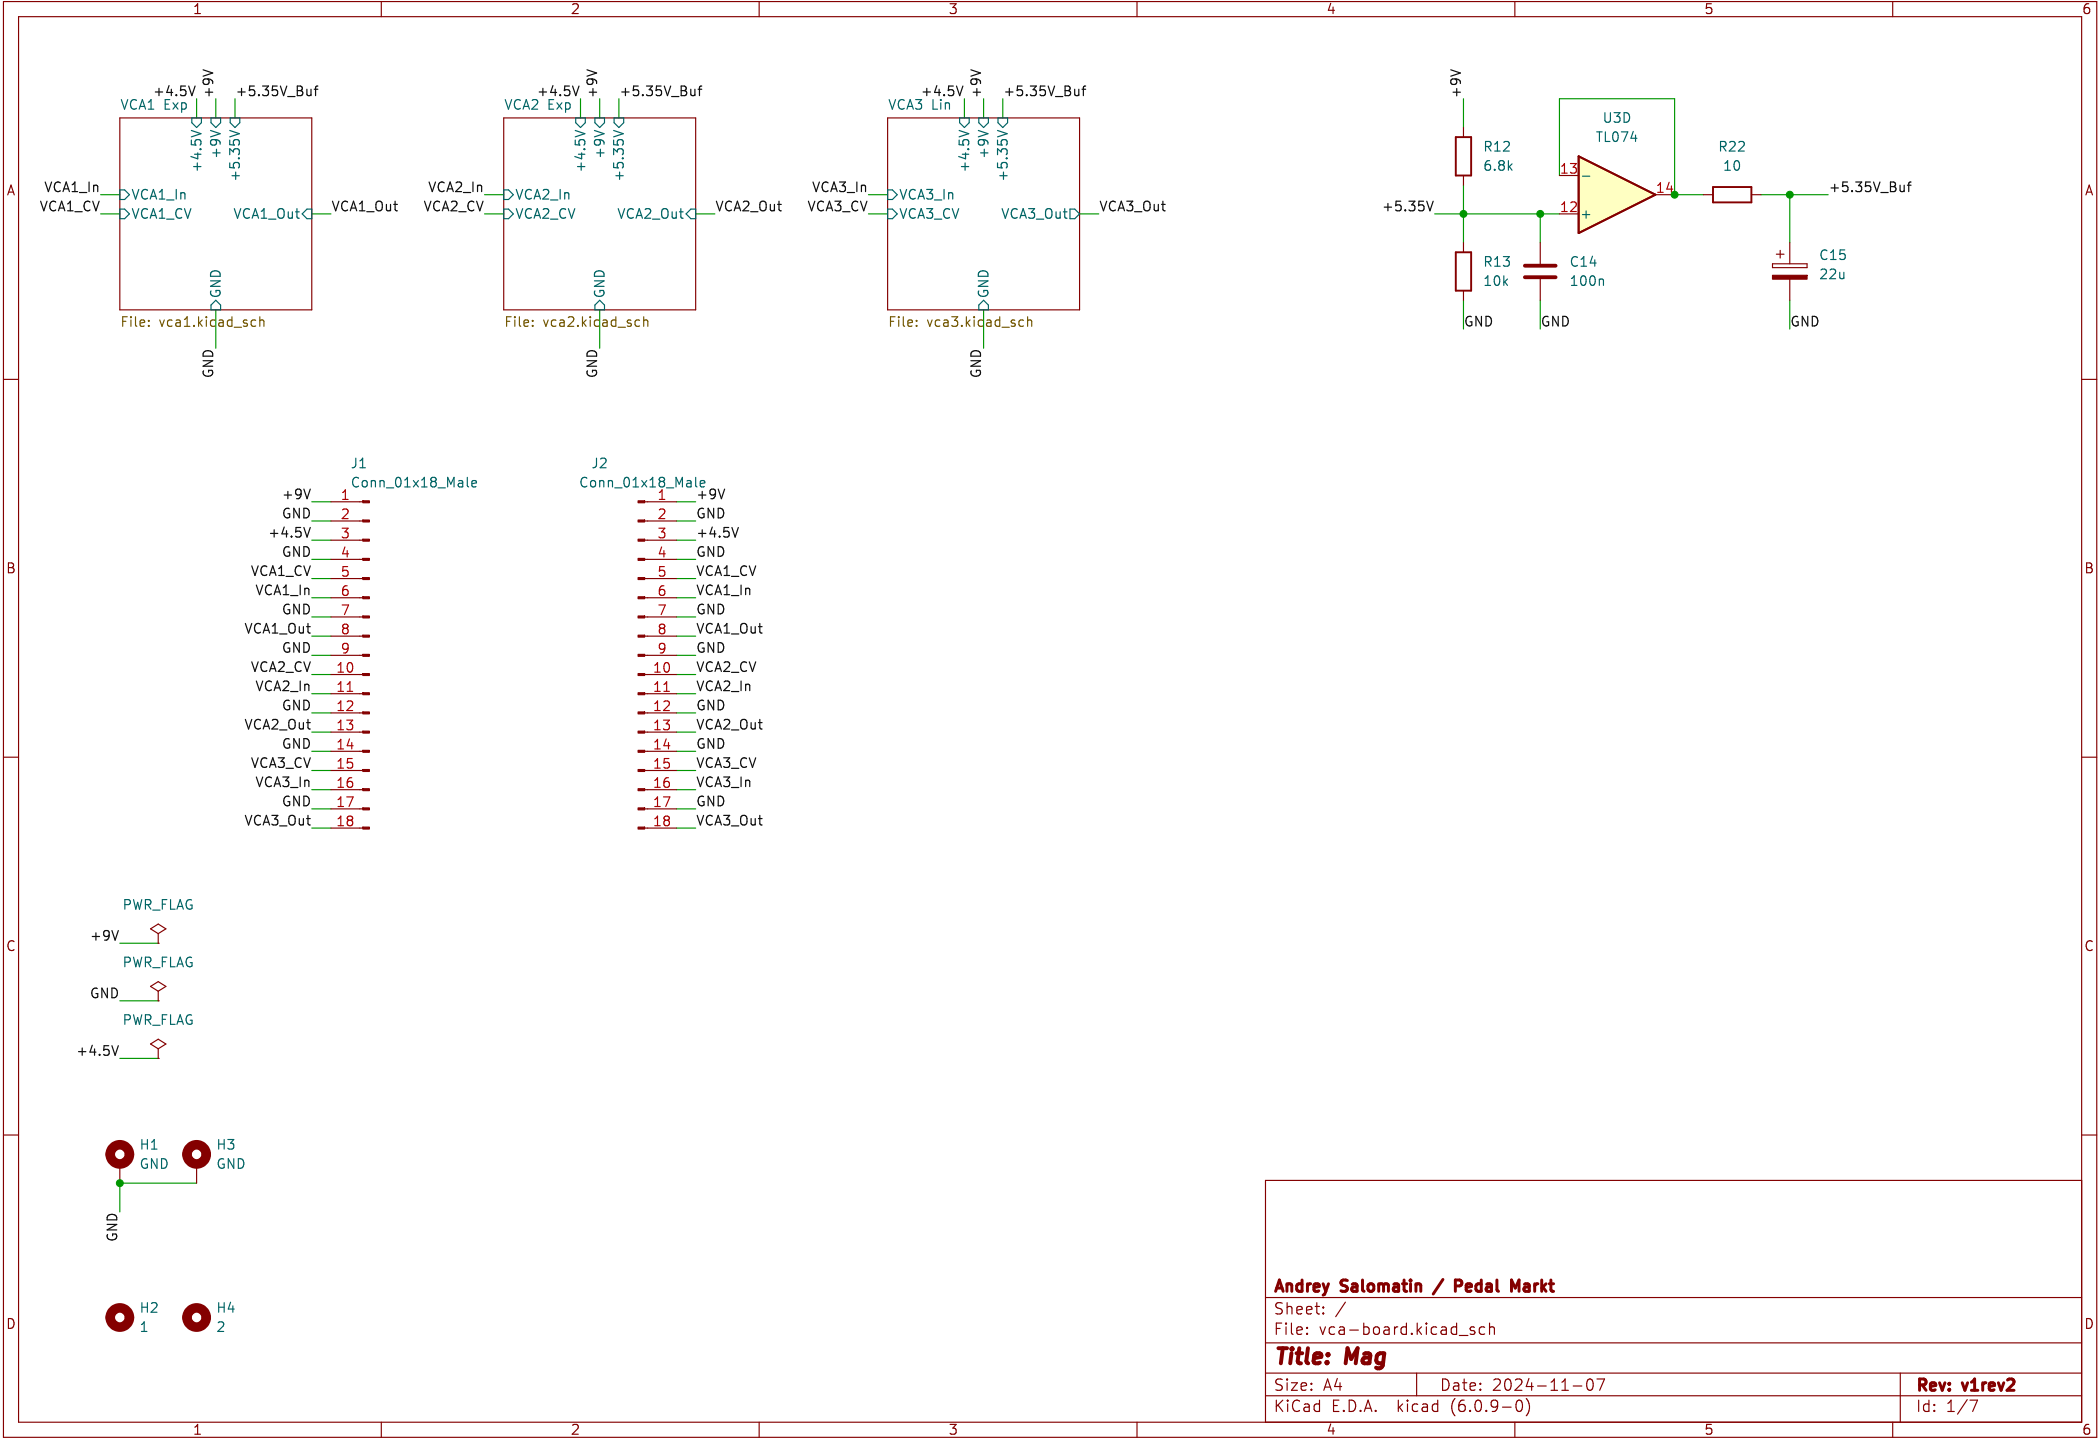 1 2 3 4 5 6
A
B
C
D
A
B
C
D
1 2 3 4 5 6
+4.5V +9V +5.35V_Buf
VCA1 Exp
+4.5V +9V +5.35V
VCA1_In VCA1_In
VCA1_CV VCA1_CV VCA1_Out VCA1_Out
GND
File: vca1.kicad_sch
GND
+4.5V +9V +5.35V_Buf
VCA2 Exp
+4.5V +9V +5.35V
VCA2_In VCA2_In
VCA2_CV VCA2_CV VCA2_Out VCA2_Out
GND
File: vca2.kicad_sch
GND
+4.5V +9V +5.35V_Buf
VCA3 Lin
+4.5V +9V +5.35V
VCA3_In VCA3_In
VCA3_CV VCA3_CV VCA3_Out VCA3_Out
GND
File: vca3.kicad_sch
GND
+9V
R12
6.8k
+5.35V
R13
10k
GND
C14
100n
GND
U3D
TL074
13 −
12 +
14
R22
10
+5.35V_Buf
+
C15
22u
GND
J1
Conn_01x18_Male
+9V 1
GND 2
+4.5V 3
GND 4
VCA1_CV 5
VCA1_In 6
GND 7
VCA1_Out 8
GND 9
VCA2_CV 10
VCA2_In 11
GND 12
VCA2_Out 13
GND 14
VCA3_CV 15
VCA3_In 16
GND 17
VCA3_Out 18
J2
Conn_01x18_Male
1 +9V
2 GND
3 +4.5V
4 GND
5 VCA1_CV
6 VCA1_In
7 GND
8 VCA1_Out
9 GND
10 VCA2_CV
11 VCA2_In
12 GND
13 VCA2_Out
14 GND
15 VCA3_CV
16 VCA3_In
17 GND
18 VCA3_Out
PWR_FLAG
+9V
PWR_FLAG
GND
PWR_FLAG
+4.5V
H1
GND
H3
GND
GND
H2
1
H4
2
Andrey Salomatin / Pedal Markt
Sheet: /
File: vca-board.kicad_sch
Title: Mag
Size: A4 Date: 2024-11-07 Rev: v1rev2
KiCad E.D.A. kicad (6.0.9-0) Id: 1/7